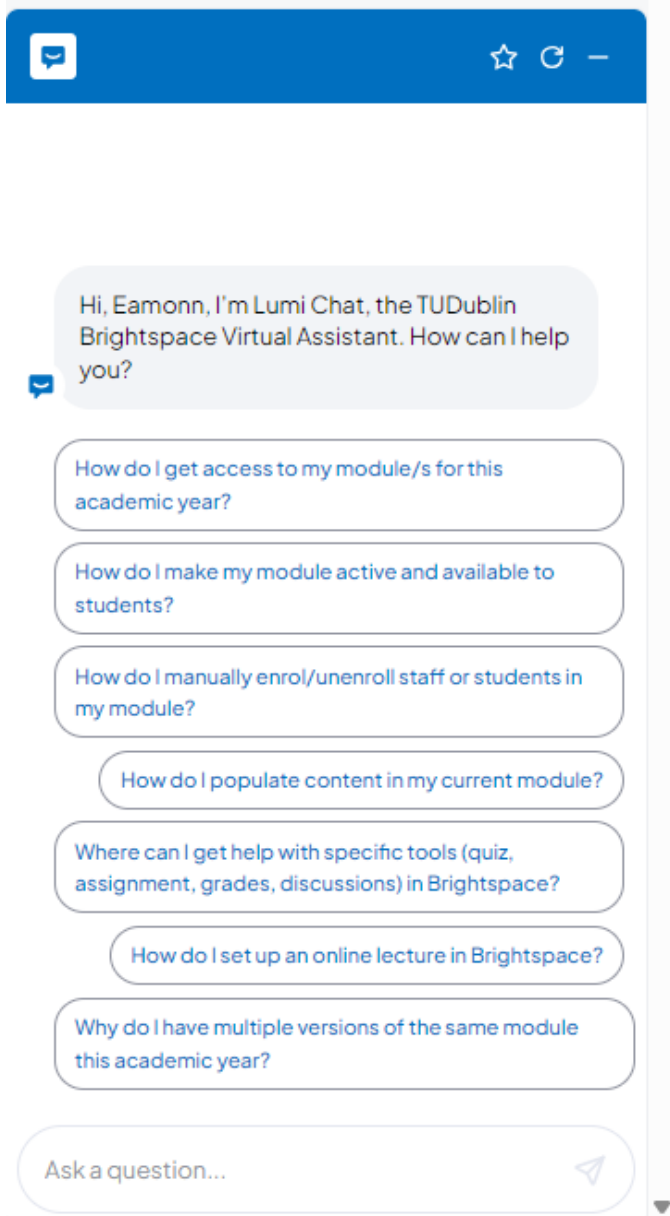 Hi, Eamonn, I'm Lumi Chat, the TUDublin
Brightspace Virtual Assistant. How can I help
you?
How do I get access to my module/s for this
academic year?
How do I make my module active and available to
students?
How do I manually enrol/unenroll staff or students in
my module?
How do I populate content in my current module?
Where can I get help with specific tools (quiz,
assignment, grades, discussions) in Brightspace?
How do I set up an online lecture in Brightspace?
Why do I have multiple versions of the same module
this academic year?
Ask a question...